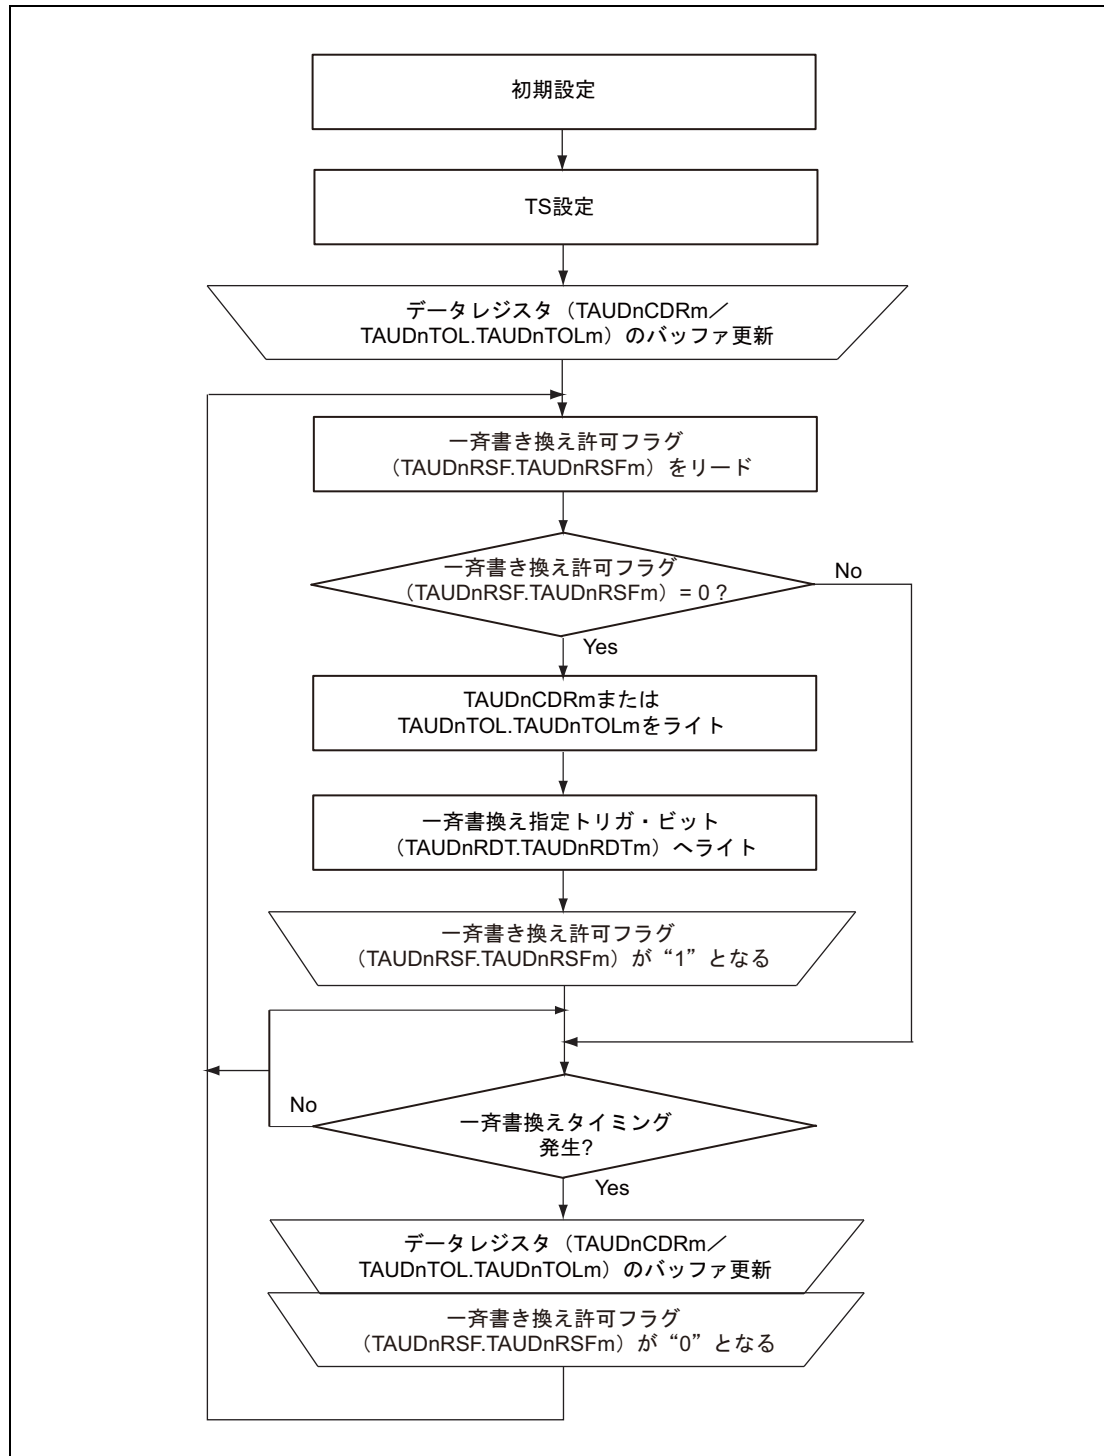 初期設定
TS設定
データレジスタ（TAUDnCDRm／
TAUDnTOL.TAUDnTOLm）のバッファ更新
一斉書き換え許可フラグ
（TAUDnRSF.TAUDnRSFm）をリード
一斉書き換え許可フラグ
（TAUDnRSF.TAUDnRSFm）= 0 ?
No
Yes
TAUDnCDRmまたは
TAUDnTOL.TAUDnTOLmをライト
一斉書換え指定トリガ・ビット
（TAUDnRDT.TAUDnRDTm）へライト
一斉書き換え許可フラグ
（TAUDnRSF.TAUDnRSFm）が“1”となる
No
一斉書換えタイミング
発生?
Yes
データレジスタ（TAUDnCDRm／
TAUDnTOL.TAUDnTOLm）のバッファ更新
一斉書き換え許可フラグ
（TAUDnRSF.TAUDnRSFm）が“0”となる